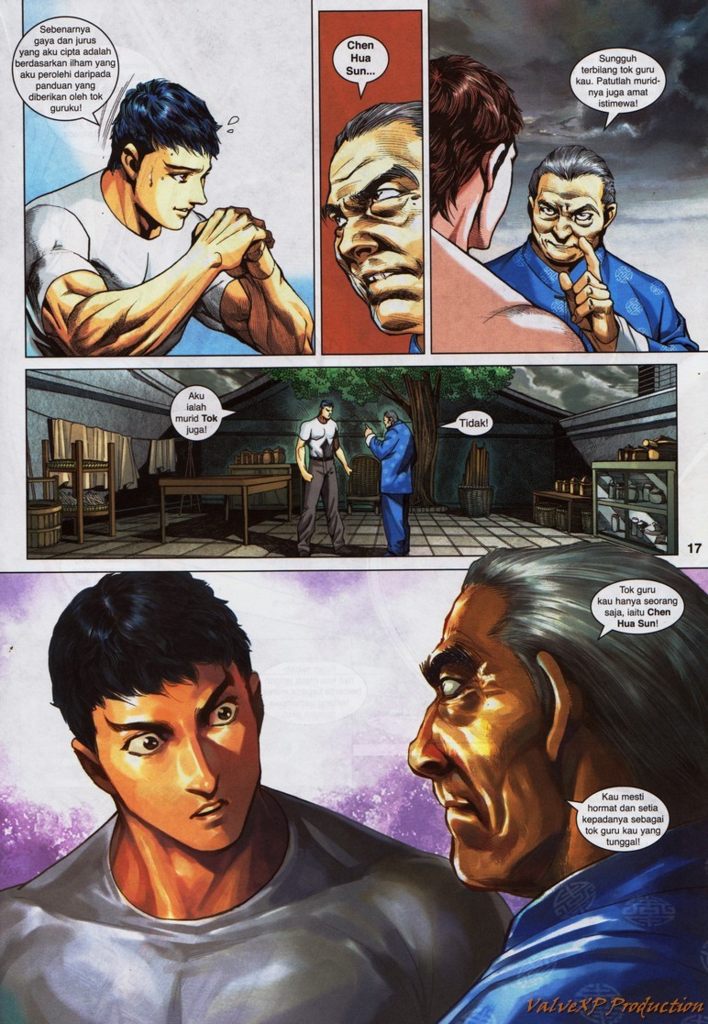 Sebenarnya
gaya dan jurus
yang aku cipta adalah
berdasarkan ilham yang
aku perolehi daripada
panduan yang
diberikan oleh tok
guruku!
Chen
Hua
Sun...
Sungguh
terbilang tok guru
kau. Patutlah murid-
nya juga amat
istimewa!
Aku
ialah
murid Tok
juga!
Tidak!
17
Tok guru
kau hanya seorang
saja, iaitu Chen
Hua Sun!
Kau mesti
hormat dan setia
kepadanya sebagai
tok guru kau yang
tunggal!
ValveXP Production